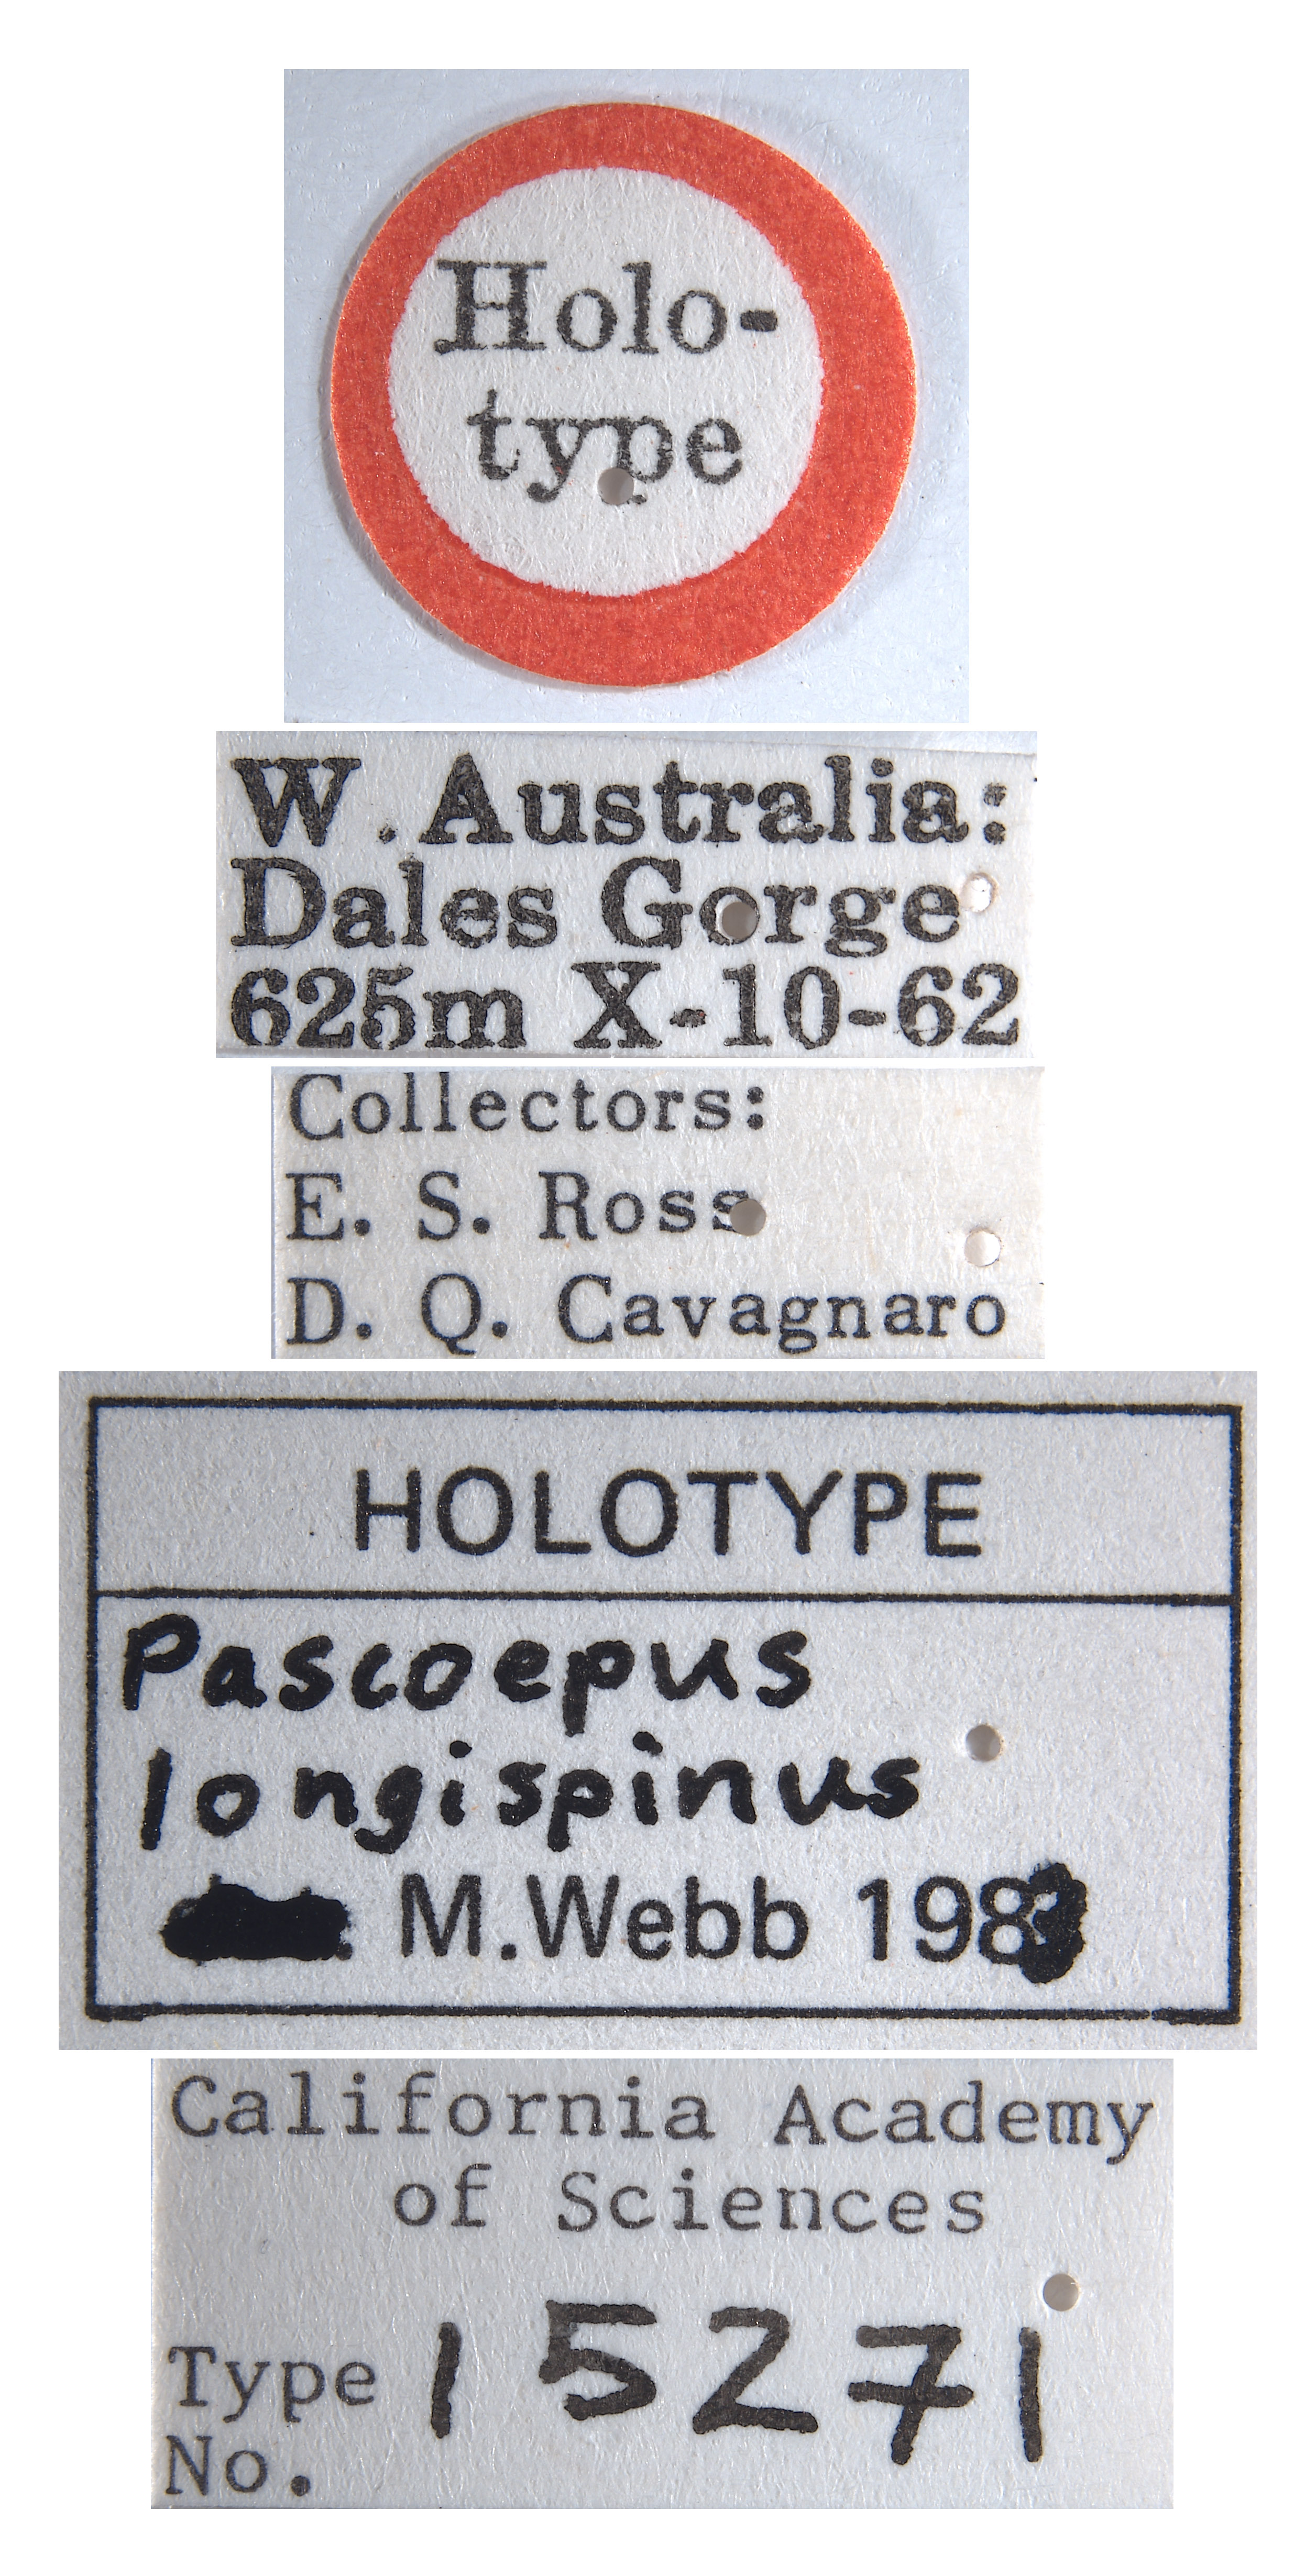 Holo-
type
W. Australia:
Dales Gorge
625m X-10-62
Collectors:
E. S. Ross
D. Q. Cavagnaro
HOLOTYPE
Pascoepus
longispinus
M.Webb 1983
California Academy
of Sciences
Type 15271
No.